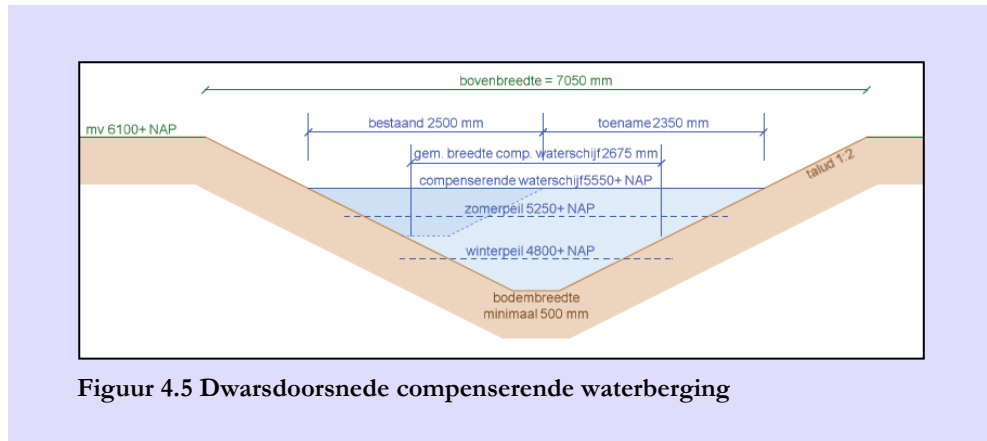 bovenbreedte = 7050 mm
mv 6100+ NAP
bestaand 2500 mm
toename 2350 mm
gem. breedte comp. waterschijf 2675 mm
compenserende waterschijf 5550+ NAP
talud 1:2
zomerpeil 5250+ NAP
winterpeil 4800+ NAP
bodembreedte
minimaal 500 mm
Figuur 4.5 Dwarsdoorsnede compenserende waterberging